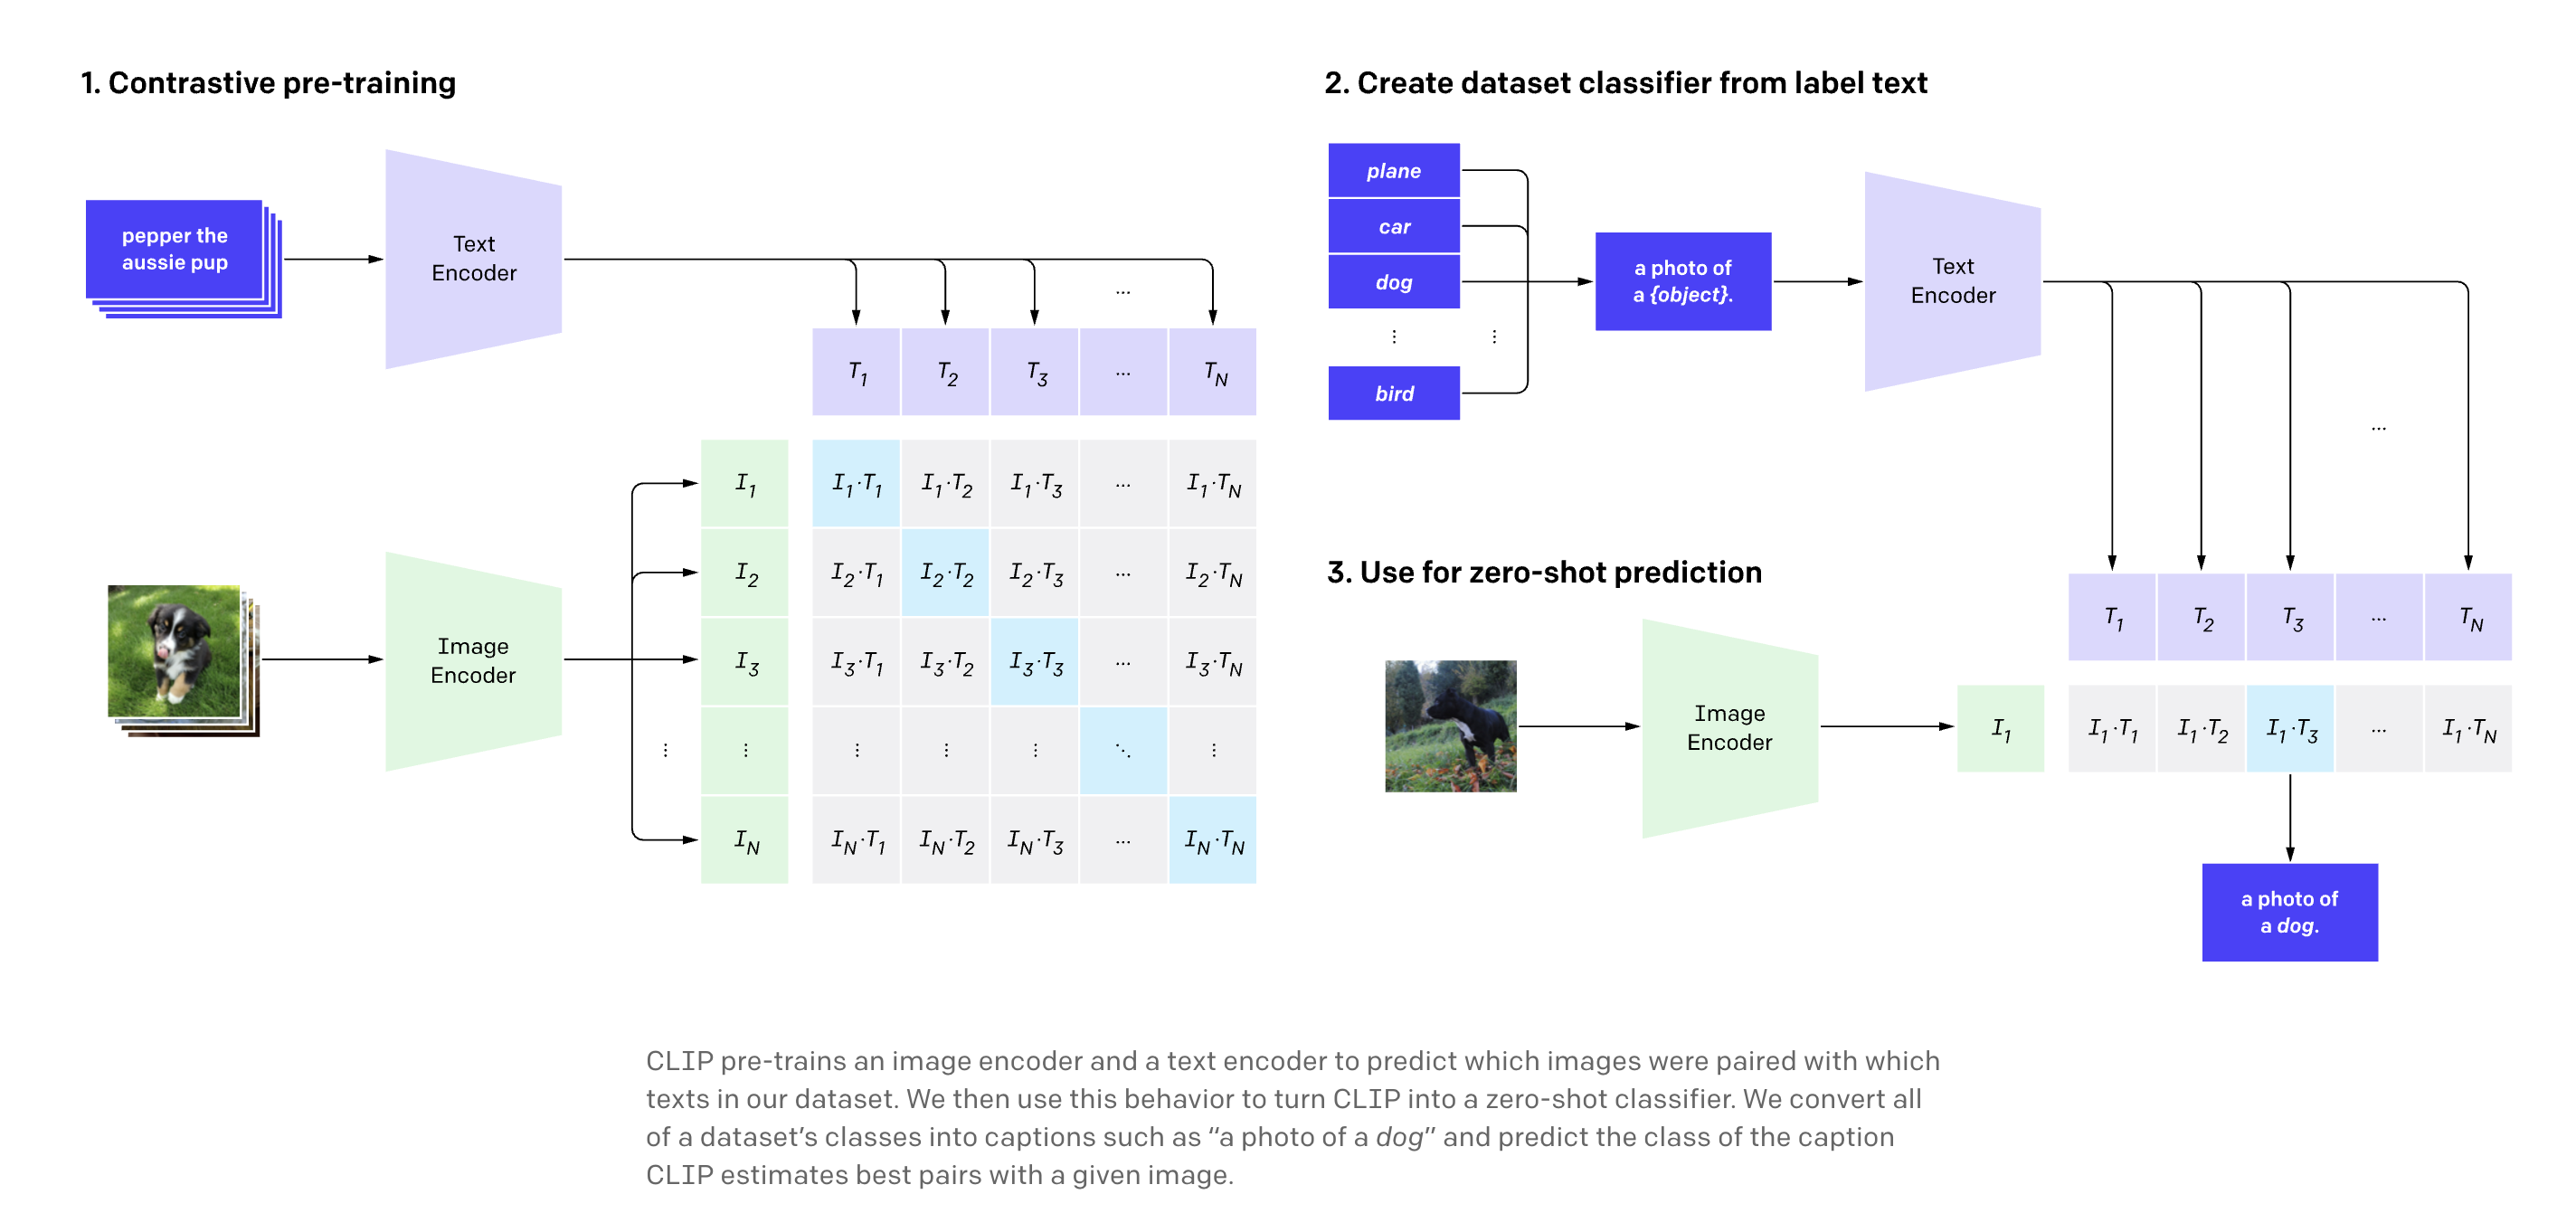 1. Contrastive pre-training
pepper the
aussie pup
Text
Encoder
...
T1 T2 T3 ... TN
Image
Encoder
⋮
I1 I1·T1 I1·T2 I1·T3 ... I1·TN
I2 I2·T1 I2·T2 I2·T3 ... I2·TN
I3 I3·T1 I3·T2 I3·T3 ... I3·TN
⋮ ⋮ ⋮ ⋮ ⋱ ⋮
IN IN·T1 IN·T2 IN·T3 ... IN·TN
2. Create dataset classifier from label text
plane
car
dog
⋮ ⋮
bird
a photo of
a {object}.
Text
Encoder
...
3. Use for zero-shot prediction
Image
Encoder
T1 T2 T3 ... TN
I1 I1·T1 I1·T2 I1·T3 ... I1·TN
a photo of
a dog.
CLIP pre-trains an image encoder and a text encoder to predict which images were paired with which
texts in our dataset. We then use this behavior to turn CLIP into a zero-shot classifier. We convert all
of a dataset’s classes into captions such as “a photo of a dog” and predict the class of the caption
CLIP estimates best pairs with a given image.